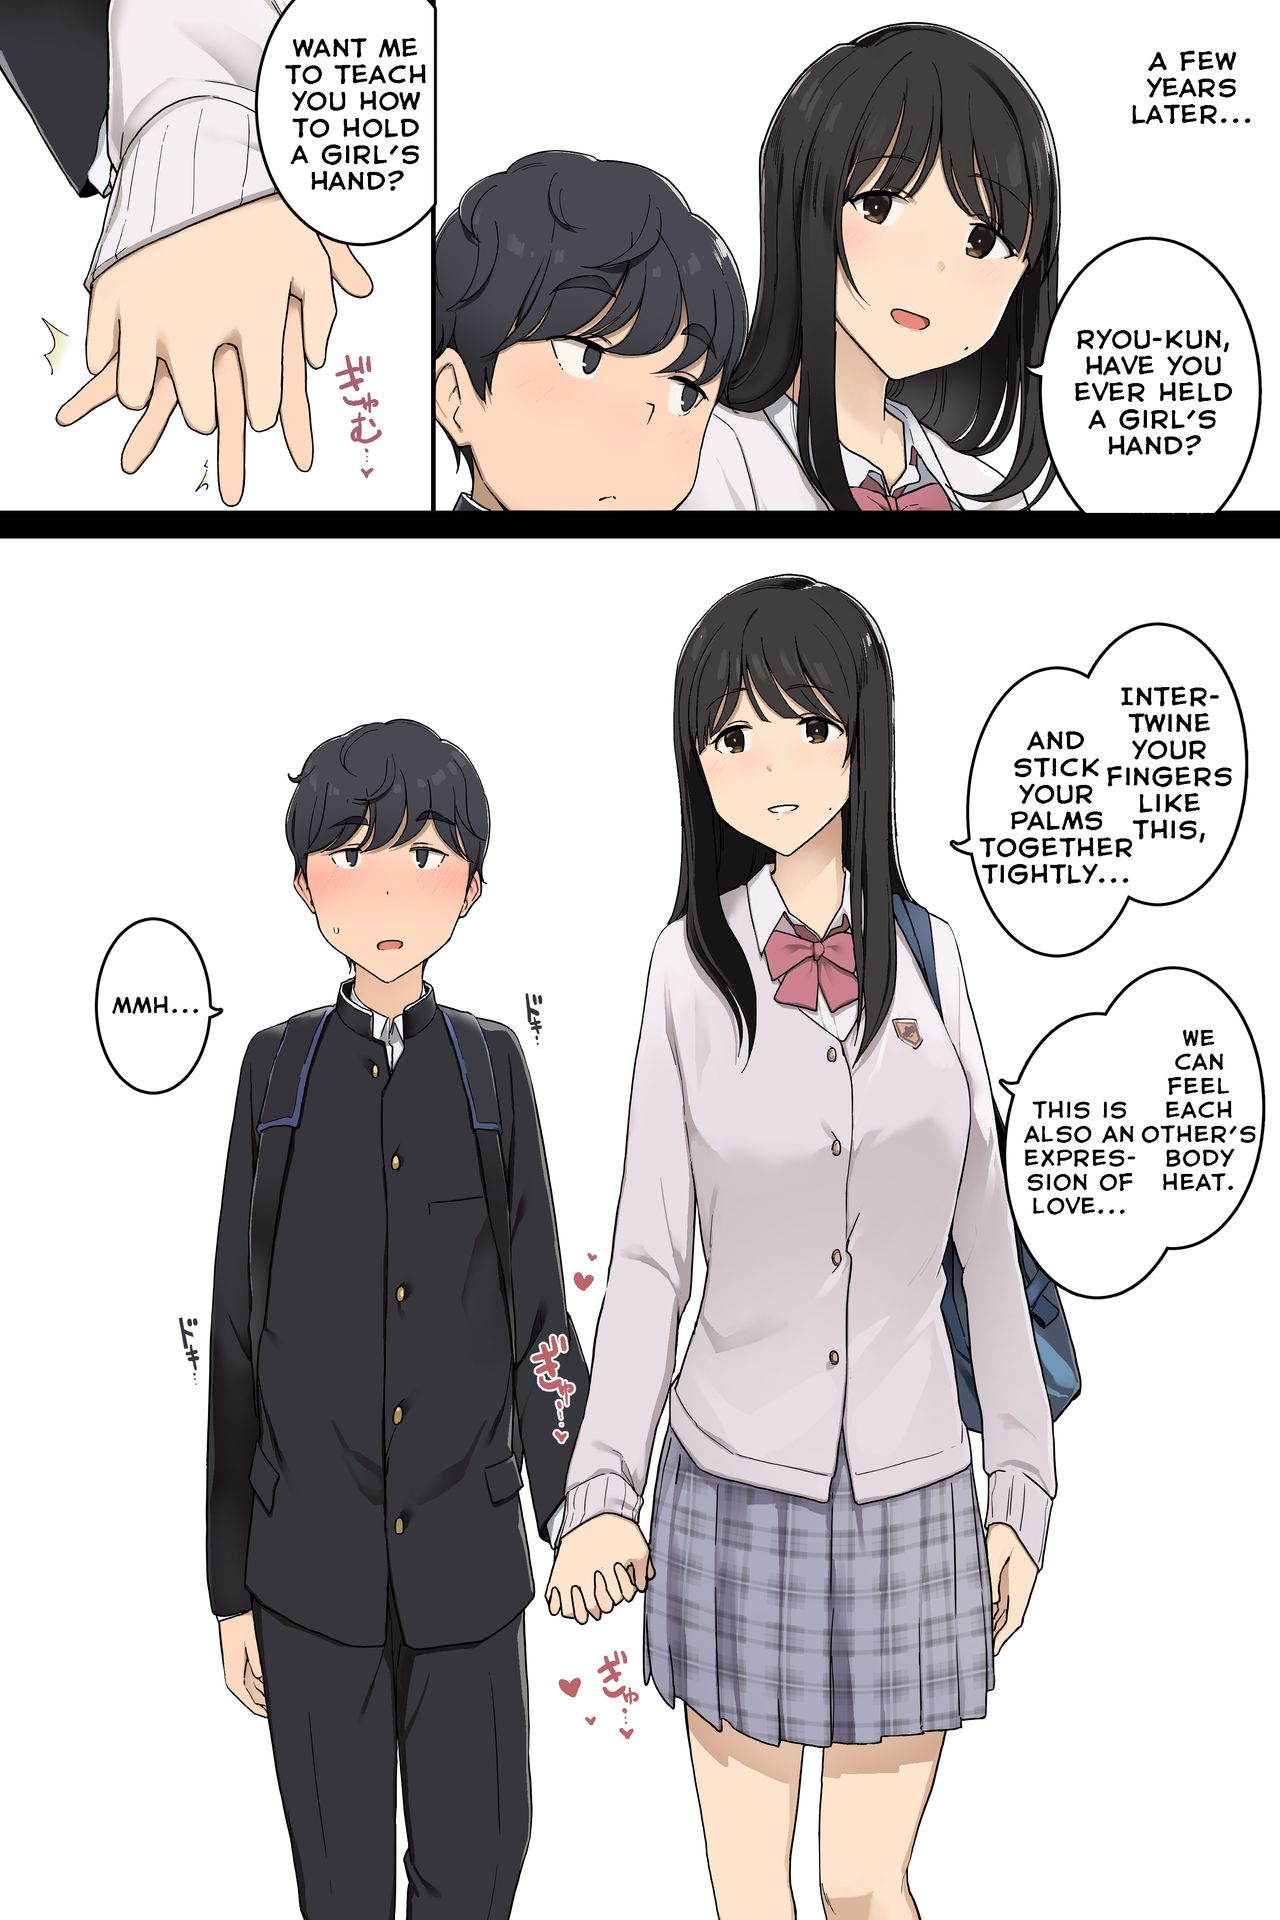 A FEW
YEARS
LATER...
RYOU-KUN,
HAVE YOU
EVER HELD
A GIRL'S
HAND?
WANT ME
TO TEACH
YOU HOW
TO HOLD
A GIRL'S
HAND?
ぎゅむ…♥
INTER-
TWINE
YOUR
FINGERS
LIKE
THIS,
AND
STICK
YOUR
PALMS
TOGETHER
TIGHTLY...
WE
CAN
FEEL
EACH
OTHER'S
BODY
HEAT.
THIS IS
ALSO AN
EXPRES-
SION OF
LOVE...
MMH...
ドキ…
ドキ…
ぎゅ…♥
ぎゅ…♥